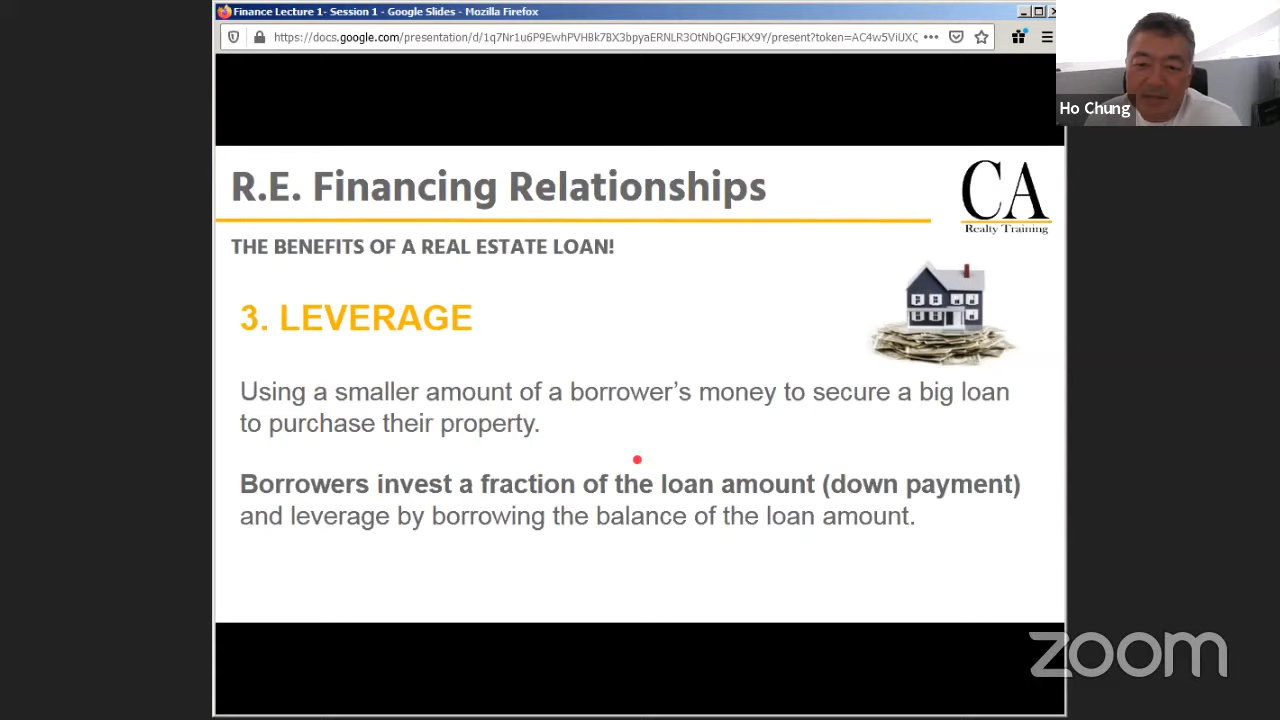 Finance Lecture 1- Session 1 - Google Slides - Mozilla Firefox
https://docs.google.com/presentation/d/1q7Nr1u6P9EwhPVHBk7BX3bpyaERNLR3OtNbQGFJKX9Y/present?token=AC4w5ViUXC
Ho Chung
R.E. Financing Relationships
CA
Realty Training
THE BENEFITS OF A REAL ESTATE LOAN!
3. LEVERAGE
Using a smaller amount of a borrower’s money to secure a big loan
to purchase their property.
Borrowers invest a fraction of the loan amount (down payment)
and leverage by borrowing the balance of the loan amount.
zoom